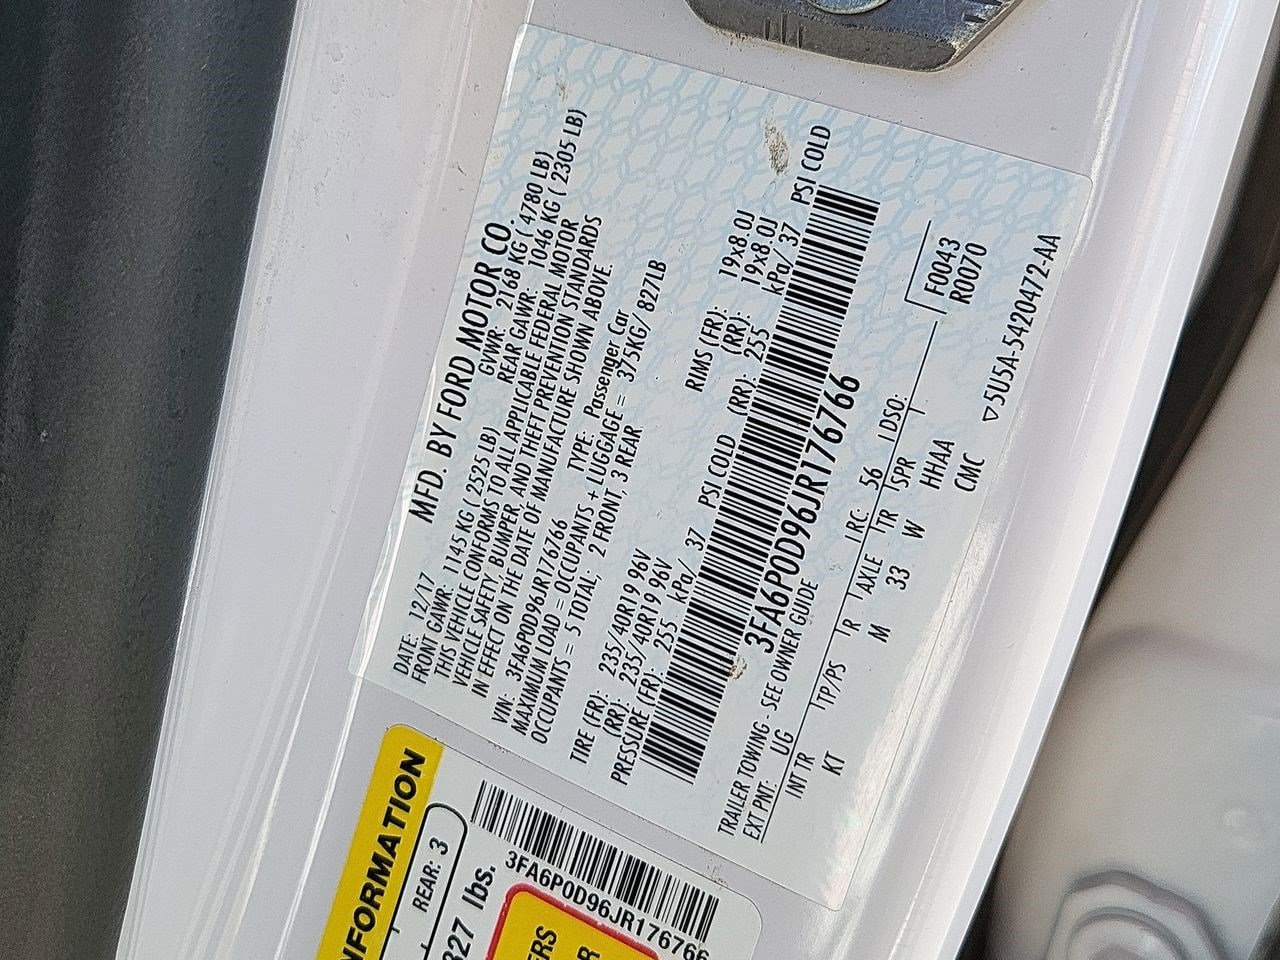 MFD. BY FORD MOTOR CO.
DATE: 12/17 GVWR: 2168 KG ( 4780 LB)
FRONT GAWR: 1145 KG ( 2525 LB) REAR GAWR: 1046 KG ( 2305 LB)
THIS VEHICLE CONFORMS TO ALL APPLICABLE FEDERAL MOTOR
VEHICLE SAFETY, BUMPER, AND THEFT PREVENTION STANDARDS
IN EFFECT ON THE DATE OF MANUFACTURE SHOWN ABOVE.
VIN: 3FA6P0D96JR176766 TYPE: Passenger Car
MAXIMUM LOAD = OCCUPANTS + LUGGAGE = 375KG/ 827LB
OCCUPANTS = 5 TOTAL, 2 FRONT, 3 REAR
TIRE (FR): 235/40R19 96V RIMS (FR): 19x8.0J
(RR): 235/40R19 96V (RR): 19x8.0J
PRESSURE (FR): 255 kPa/ 37 PSI COLD (RR): 255 kPa/ 37 PSI COLD
3FA6P0D96JR176766
TRAILER TOWING - SEE OWNER GUIDE
EXT PNT: UG RC: 56 DSO: F0043
INT TR TP/PS R AXLE TR SPR R0070
KT M 33 W HHAA
CMC
▽5U5A-5420472-AA
NFORMATION
REAR: 3
827 lbs.
3FA6P0D96JR176766
ERS
R